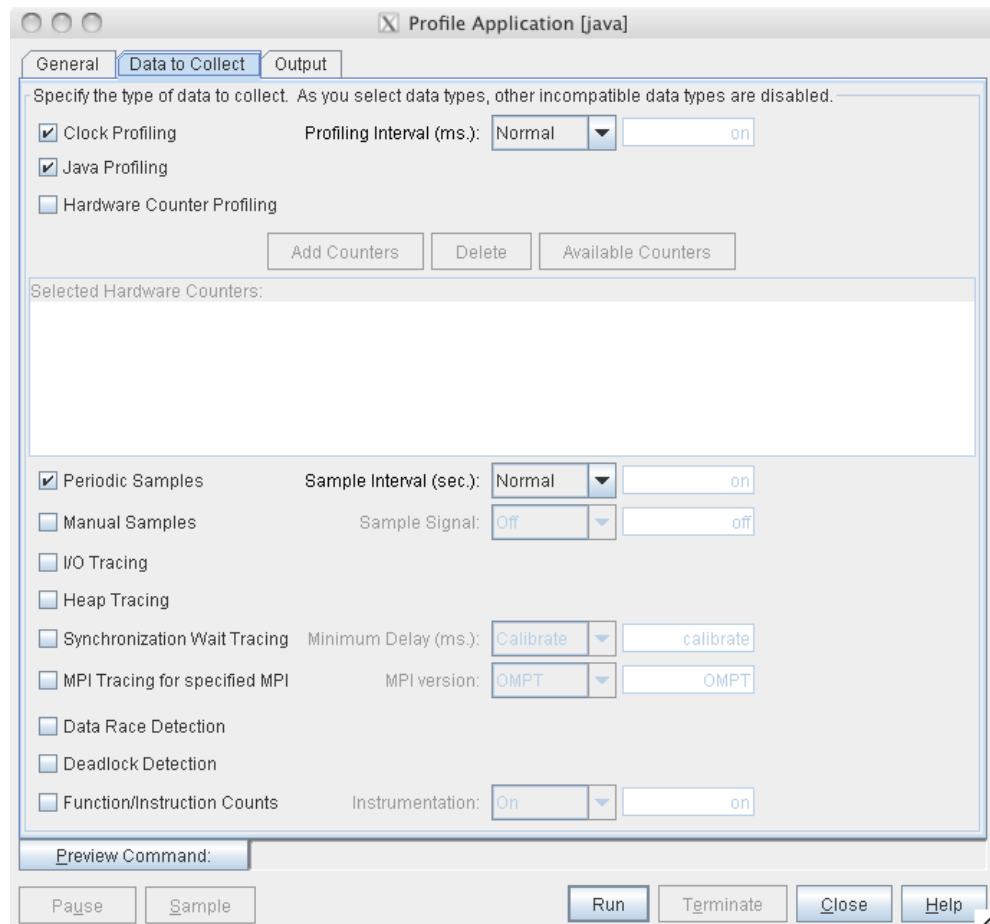 Profile Application [java]
General Data to Collect Output
Specify the type of data to collect. As you select data types, other incompatible data types are disabled.
Clock Profiling Profiling Interval (ms.): Normal on
Java Profiling
Hardware Counter Profiling
Add Counters Delete Available Counters
Selected Hardware Counters:
Periodic Samples Sample Interval (sec.): Normal on
Manual Samples Sample Signal: Off off
I/O Tracing
Heap Tracing
Synchronization Wait Tracing Minimum Delay (ms.): Calibrate calibrate
MPI Tracing for specified MPI MPI version: OMPT OMPT
Data Race Detection
Deadlock Detection
Function/Instruction Counts Instrumentation: On on
Preview Command:
Pause Sample Run Terminate Close Help